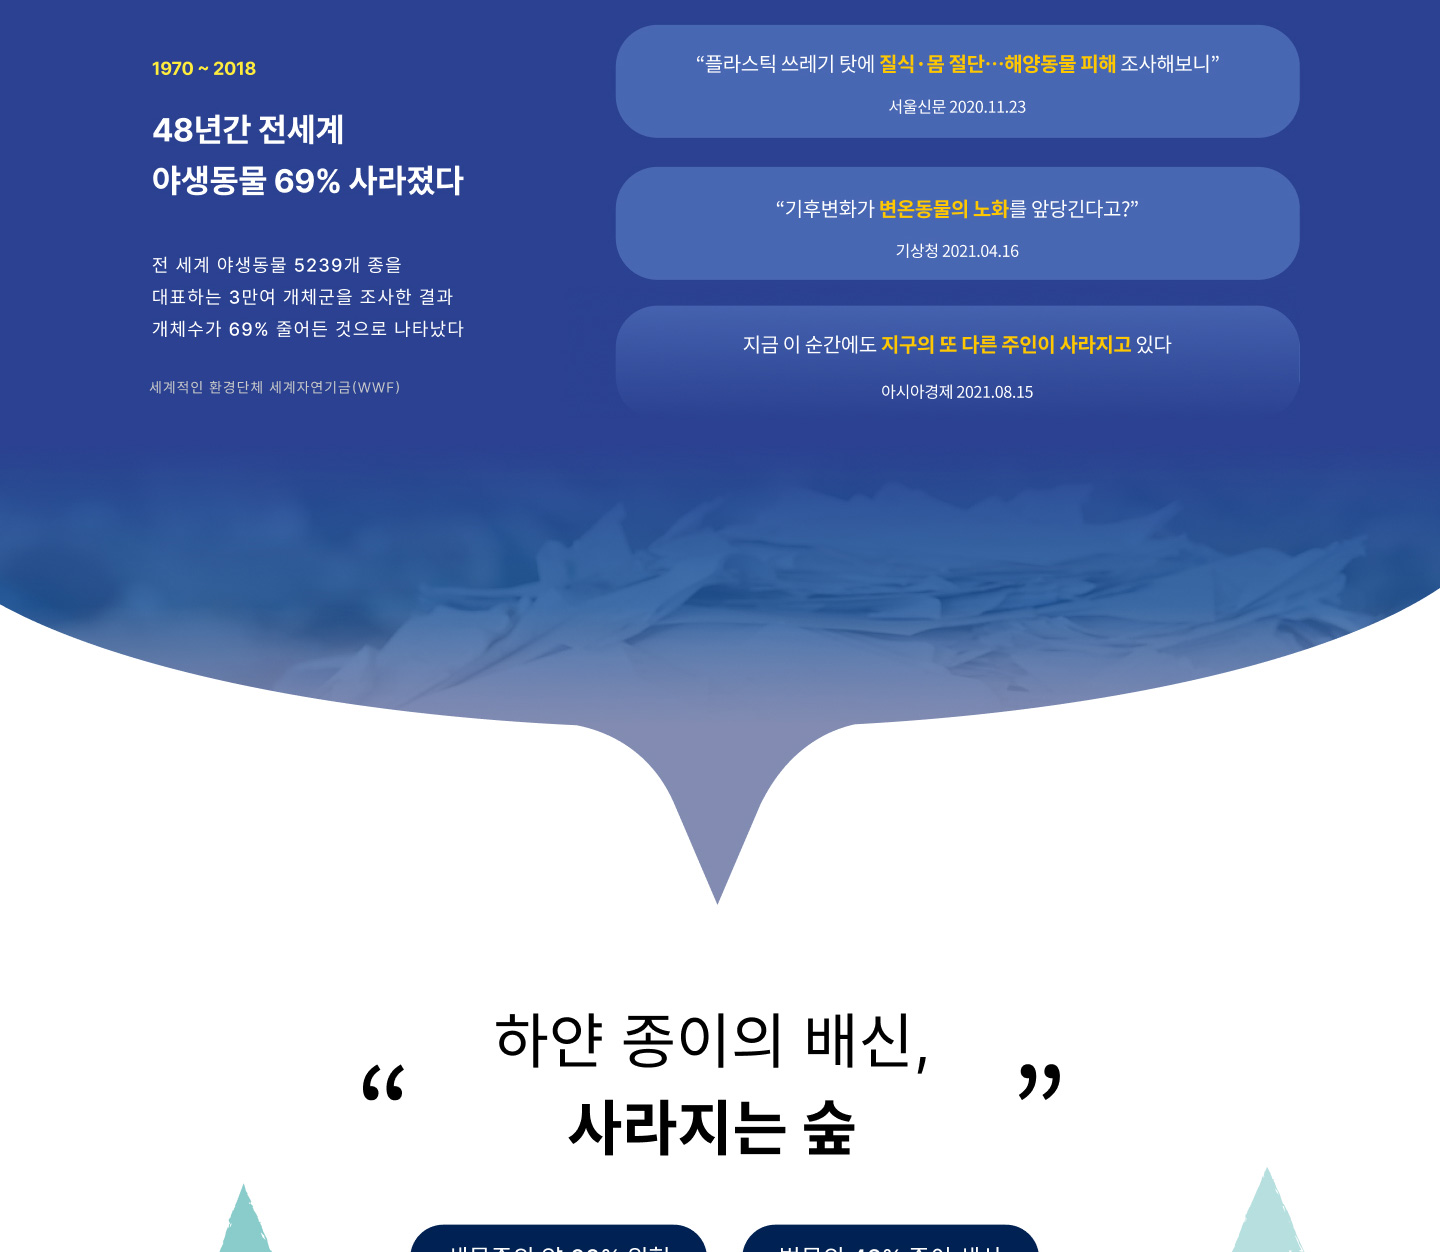 1970 ~ 2018
48년간 전세계
야생동물 69% 사라졌다
전 세계 야생동물 5239개 종을
대표하는 3만여 개체군을 조사한 결과
개체수가 69% 줄어든 것으로 나타났다
세계적인 환경단체 세계자연기금(WWF)
“플라스틱 쓰레기 탓에 질식·몸 절단…해양동물 피해 조사해보니”
서울신문 2020.11.23
“기후변화가 변온동물의 노화를 앞당긴다고?”
기상청 2021.04.16
지금 이 순간에도 지구의 또 다른 주인이 사라지고 있다
아시아경제 2021.08.15
“하얀 종이의 배신,
사라지는 숲”